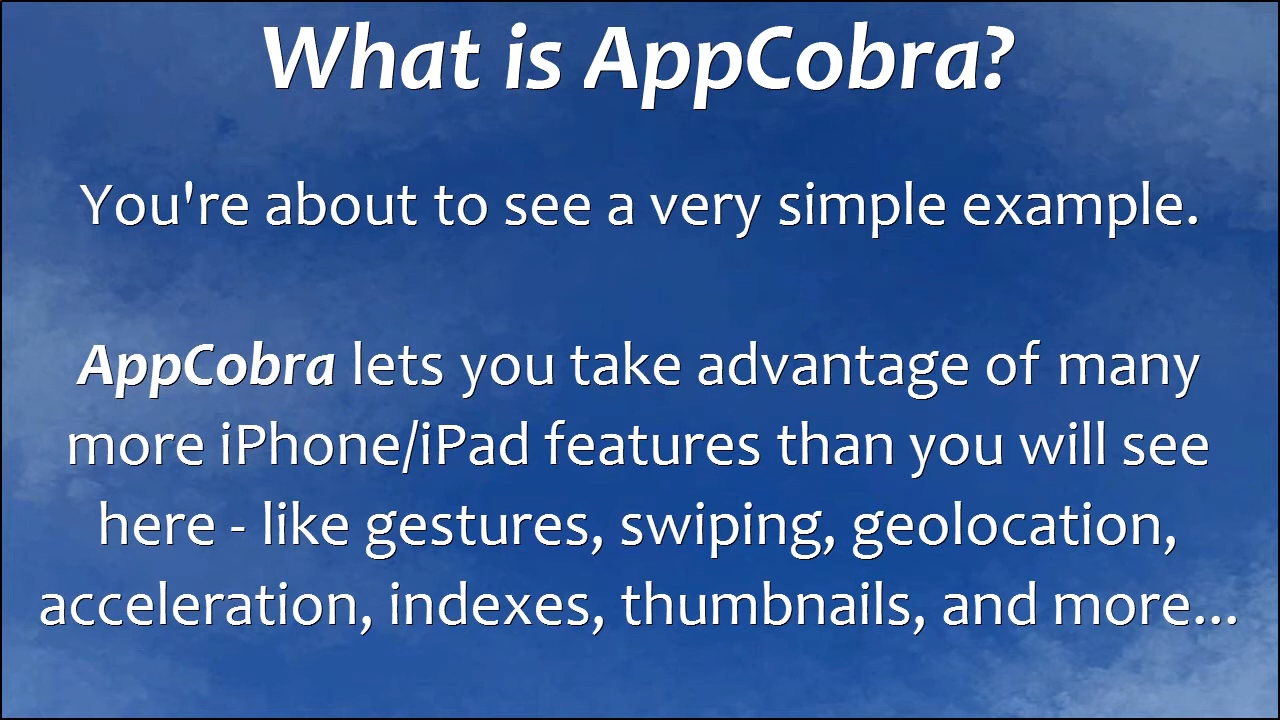 What is AppCobra?
You're about to see a very simple example.
AppCobra lets you take advantage of many
more iPhone/iPad features than you will see
here - like gestures, swiping, geolocation,
acceleration, indexes, thumbnails, and more...